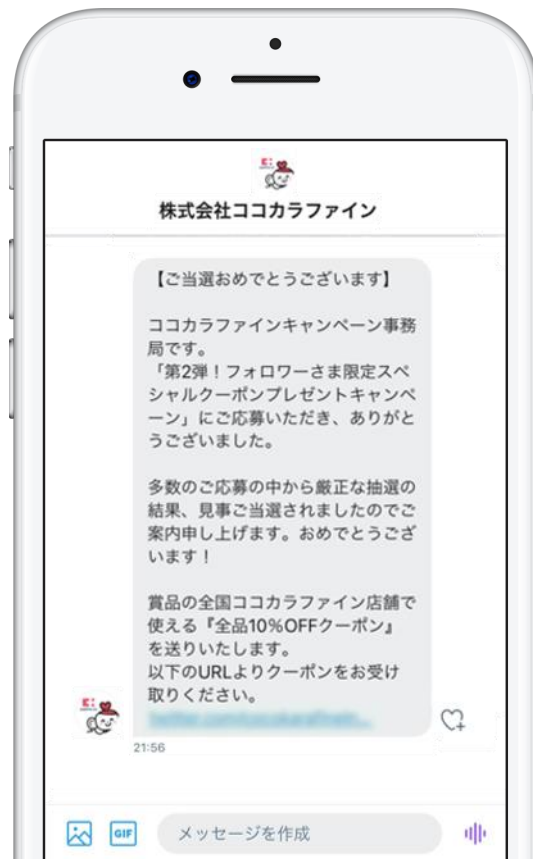 株式会社ココカラファイン
【ご当選おめでとうございます】
ココカラファインキャンペーン事務
局です。
「第2弾！フォロワーさま限定スペ
シャルクーポンプレゼントキャンペ
ーン」にご応募いただき、ありがと
うございました。
多数のご応募の中から厳正な抽選の
結果、見事ご当選されましたのでご
案内申し上げます。おめでとうござ
います！
賞品の全国ココカラファイン店舗で
使える『全品10%OFFクーポン』
を送りいたします。
以下のURLよりクーポンをお受け
取りください。
21:56
GIF
メッセージを作成